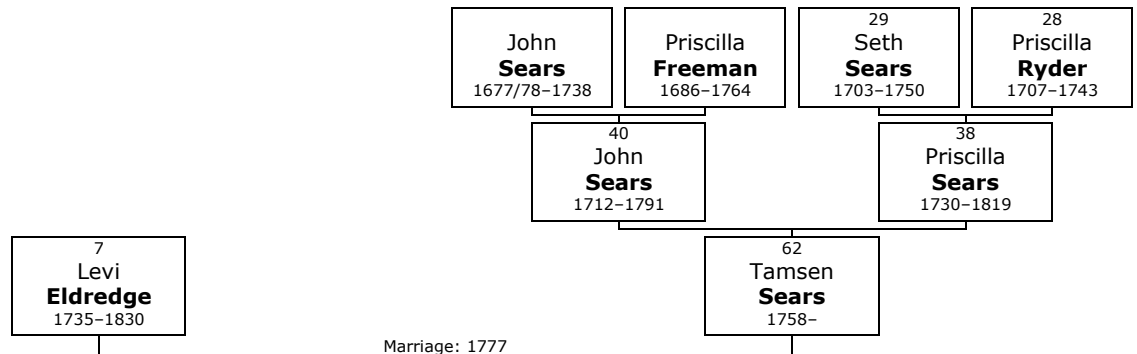 John
Sears
1677/78–1738
Priscilla
Freeman
1686–1764
29
Seth
Sears
1703–1750
28
Priscilla
Ryder
1707–1743
40
John
Sears
1712–1791
38
Priscilla
Sears
1730–1819
7
Levi
Eldredge
1735–1830
62
Tamsen
Sears
1758–
Marriage: 1777